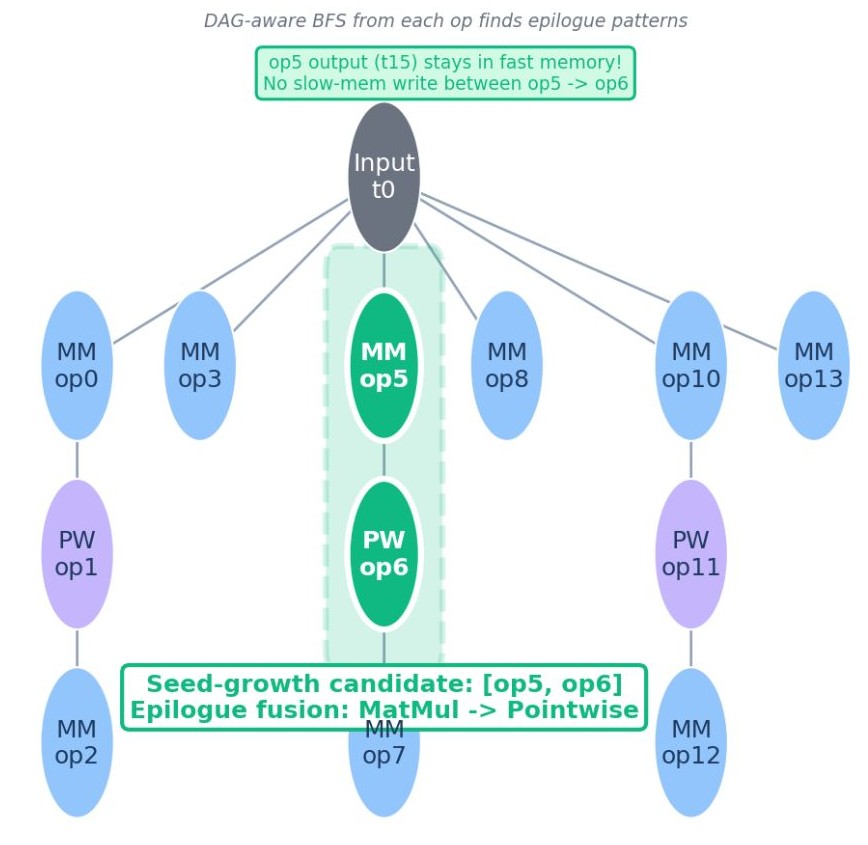 DAG-aware BFS from each op finds epilogue patterns
op5 output (t15) stays in fast memory!
No slow-mem write between op5 -> op6
Input
t0
MM
op0
MM
op3
MM
op5
MM
op8
MM
op10
MM
op13
PW
op1
PW
op6
PW
op11
Seed-growth candidate: [op5, op6]
Epilogue fusion: MatMul -> Pointwise
MM
op2
MM
op7
MM
op12